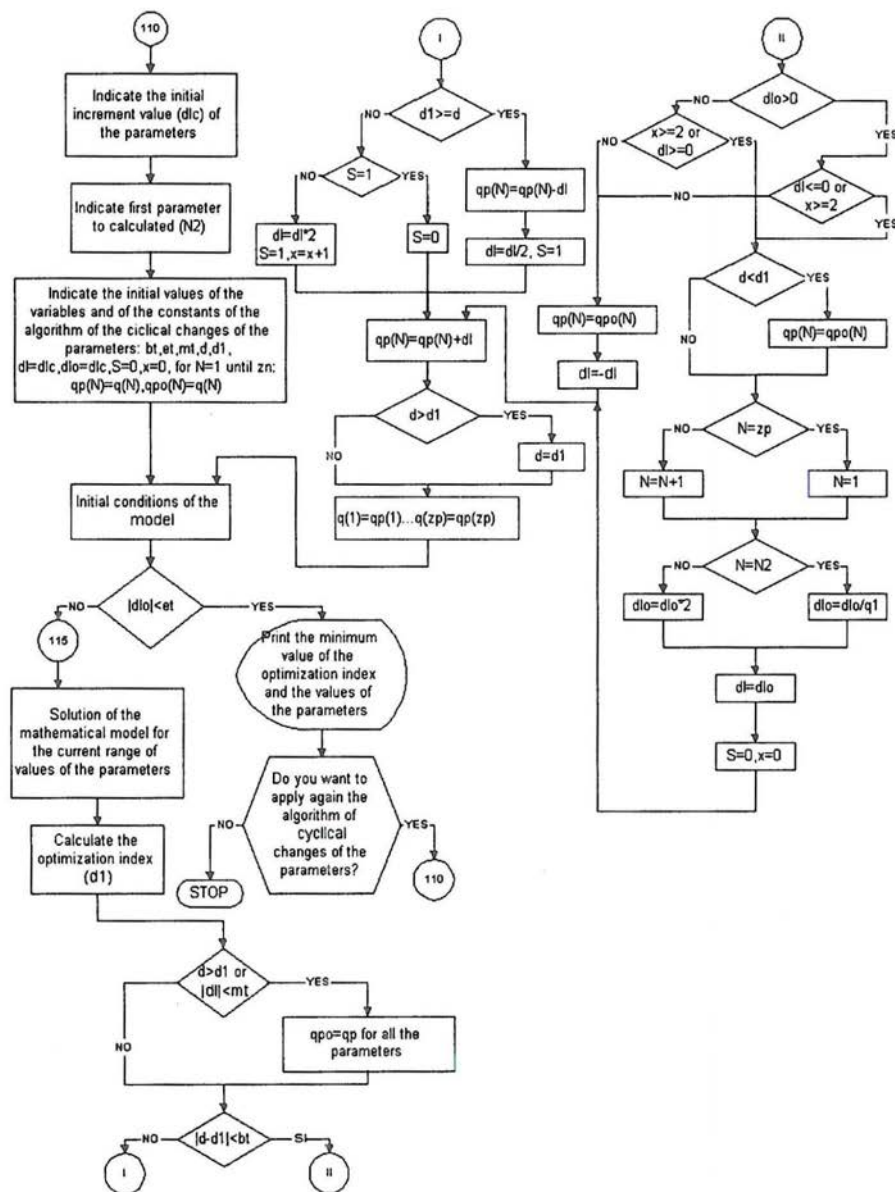 110
Indicate the initial
increment value (dlc) of
the parameters
Indicate first parameter
to calculated (N2)
Indicate the initial values of the
variables and of the constants of the
algorithm of the ciclical changes of the
parameters: bt,et,mt,d,d1,
dl=dlc,dlo=dlc,S=0,x=0, for N=1 until zn:
qp(N)=q(N),qpo(N)=q(N)
Initial conditions of the
model
|dlo|<et
NO
YES
115
Solution of the
mathematical model for
the current range of
values of the parameters
Calculate the
optimization index
(d1)
Print the minimum
value of the
optimization index
and the values of
the parameters
Do you want to
apply again the
algorithm of
cyclical
changes of the
parameters?
NO
YES
STOP
110
d>d1 or
|dl|<mt
YES
NO
qpo=qp for all the
parameters
|d-d1|<bt
NO
SI
I
II
I
d1>=d
NO
YES
S=1
NO
YES
qp(N)=qp(N)-dl
dl=dl*2
S=1,x=x+1
S=0
dl=dl/2, S=1
qp(N)=qp(N)+dl
d>d1
YES
NO
d=d1
q(1)=qp(1)...q(zp)=qp(zp)
II
dlo>0
NO
YES
x>=2 or
dl>=0
YES
NO
dl<=0 or
x>=2
NO
YES
d<d1
YES
NO
qp(N)=qpo(N)
qp(N)=qpo(N)
dl=-dl
N=zp
NO
YES
N=N+1
N=1
N=N2
NO
YES
dlo=dlo*2
dlo=dlo/q1
dl=dlo
S=0,x=0